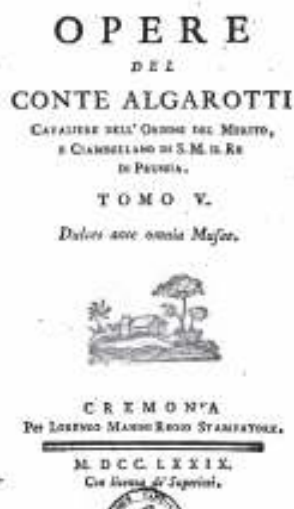 OPERE
DEL
CONTE ALGAROTTI
CAVALIERE DELL' ORDINE DEL MERITO,
E CIAMBELLANO DI S. M. IL RE
DI PRUSSIA.
TOMO V.
Dulces ante omnia Musae.
CREMONA
Per LORENZO MANINI REGIO STAMPATORE.
M. DCC. LXXIX.
Con licenza de' Superiori.